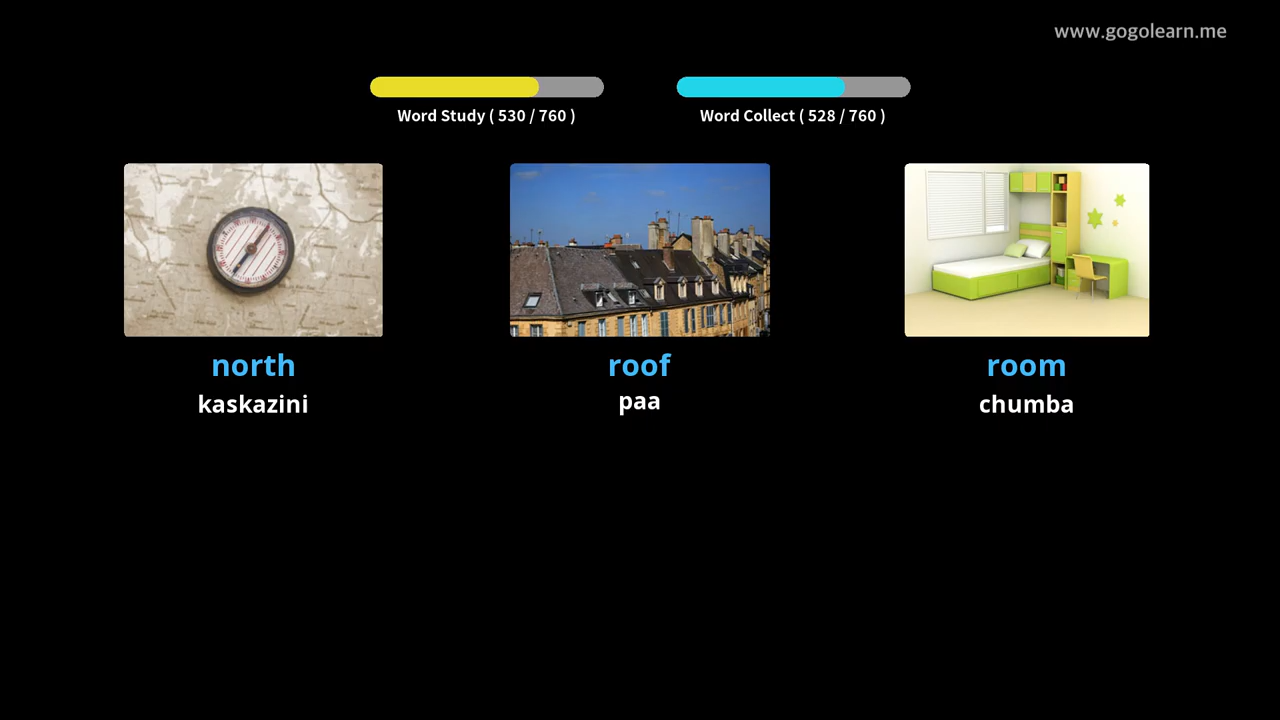 www.gogolearn.me
Word Study ( 530 / 760 )
Word Collect ( 528 / 760 )
north
kaskazini
roof
paa
room
chumba